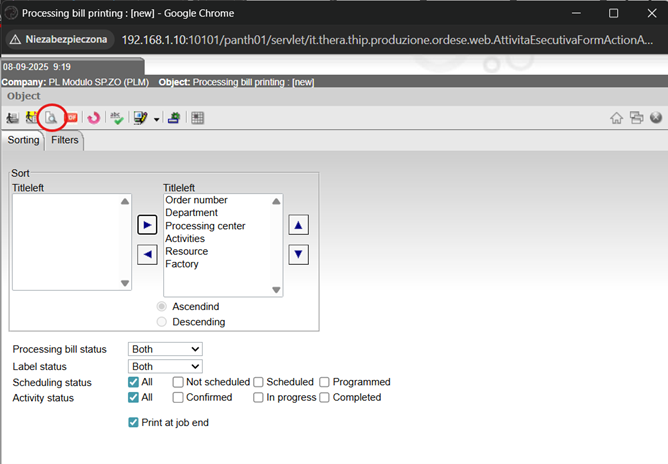 Processing bill printing : [new] - Google Chrome
Niezabezpieczona 192.168.1.10:10101/panth01/servlet/it.thera.thip.produzione.ordese.web.AttivitaEsecutivaFormActionA...
08-09-2025 9:19
Company: PL Modulo SP.ZO (PLM) Object: Processing bill printing : [new]
Object
Sorting Filters
Sort
Titleleft Titleleft
Order number
Department
Processing center
Activities
Resource
Factory
Ascendind
Descending
Processing bill status Both
Label status Both
Scheduling status All Not scheduled Scheduled Programmed
Activity status All Confirmed In progress Completed
Print at job end